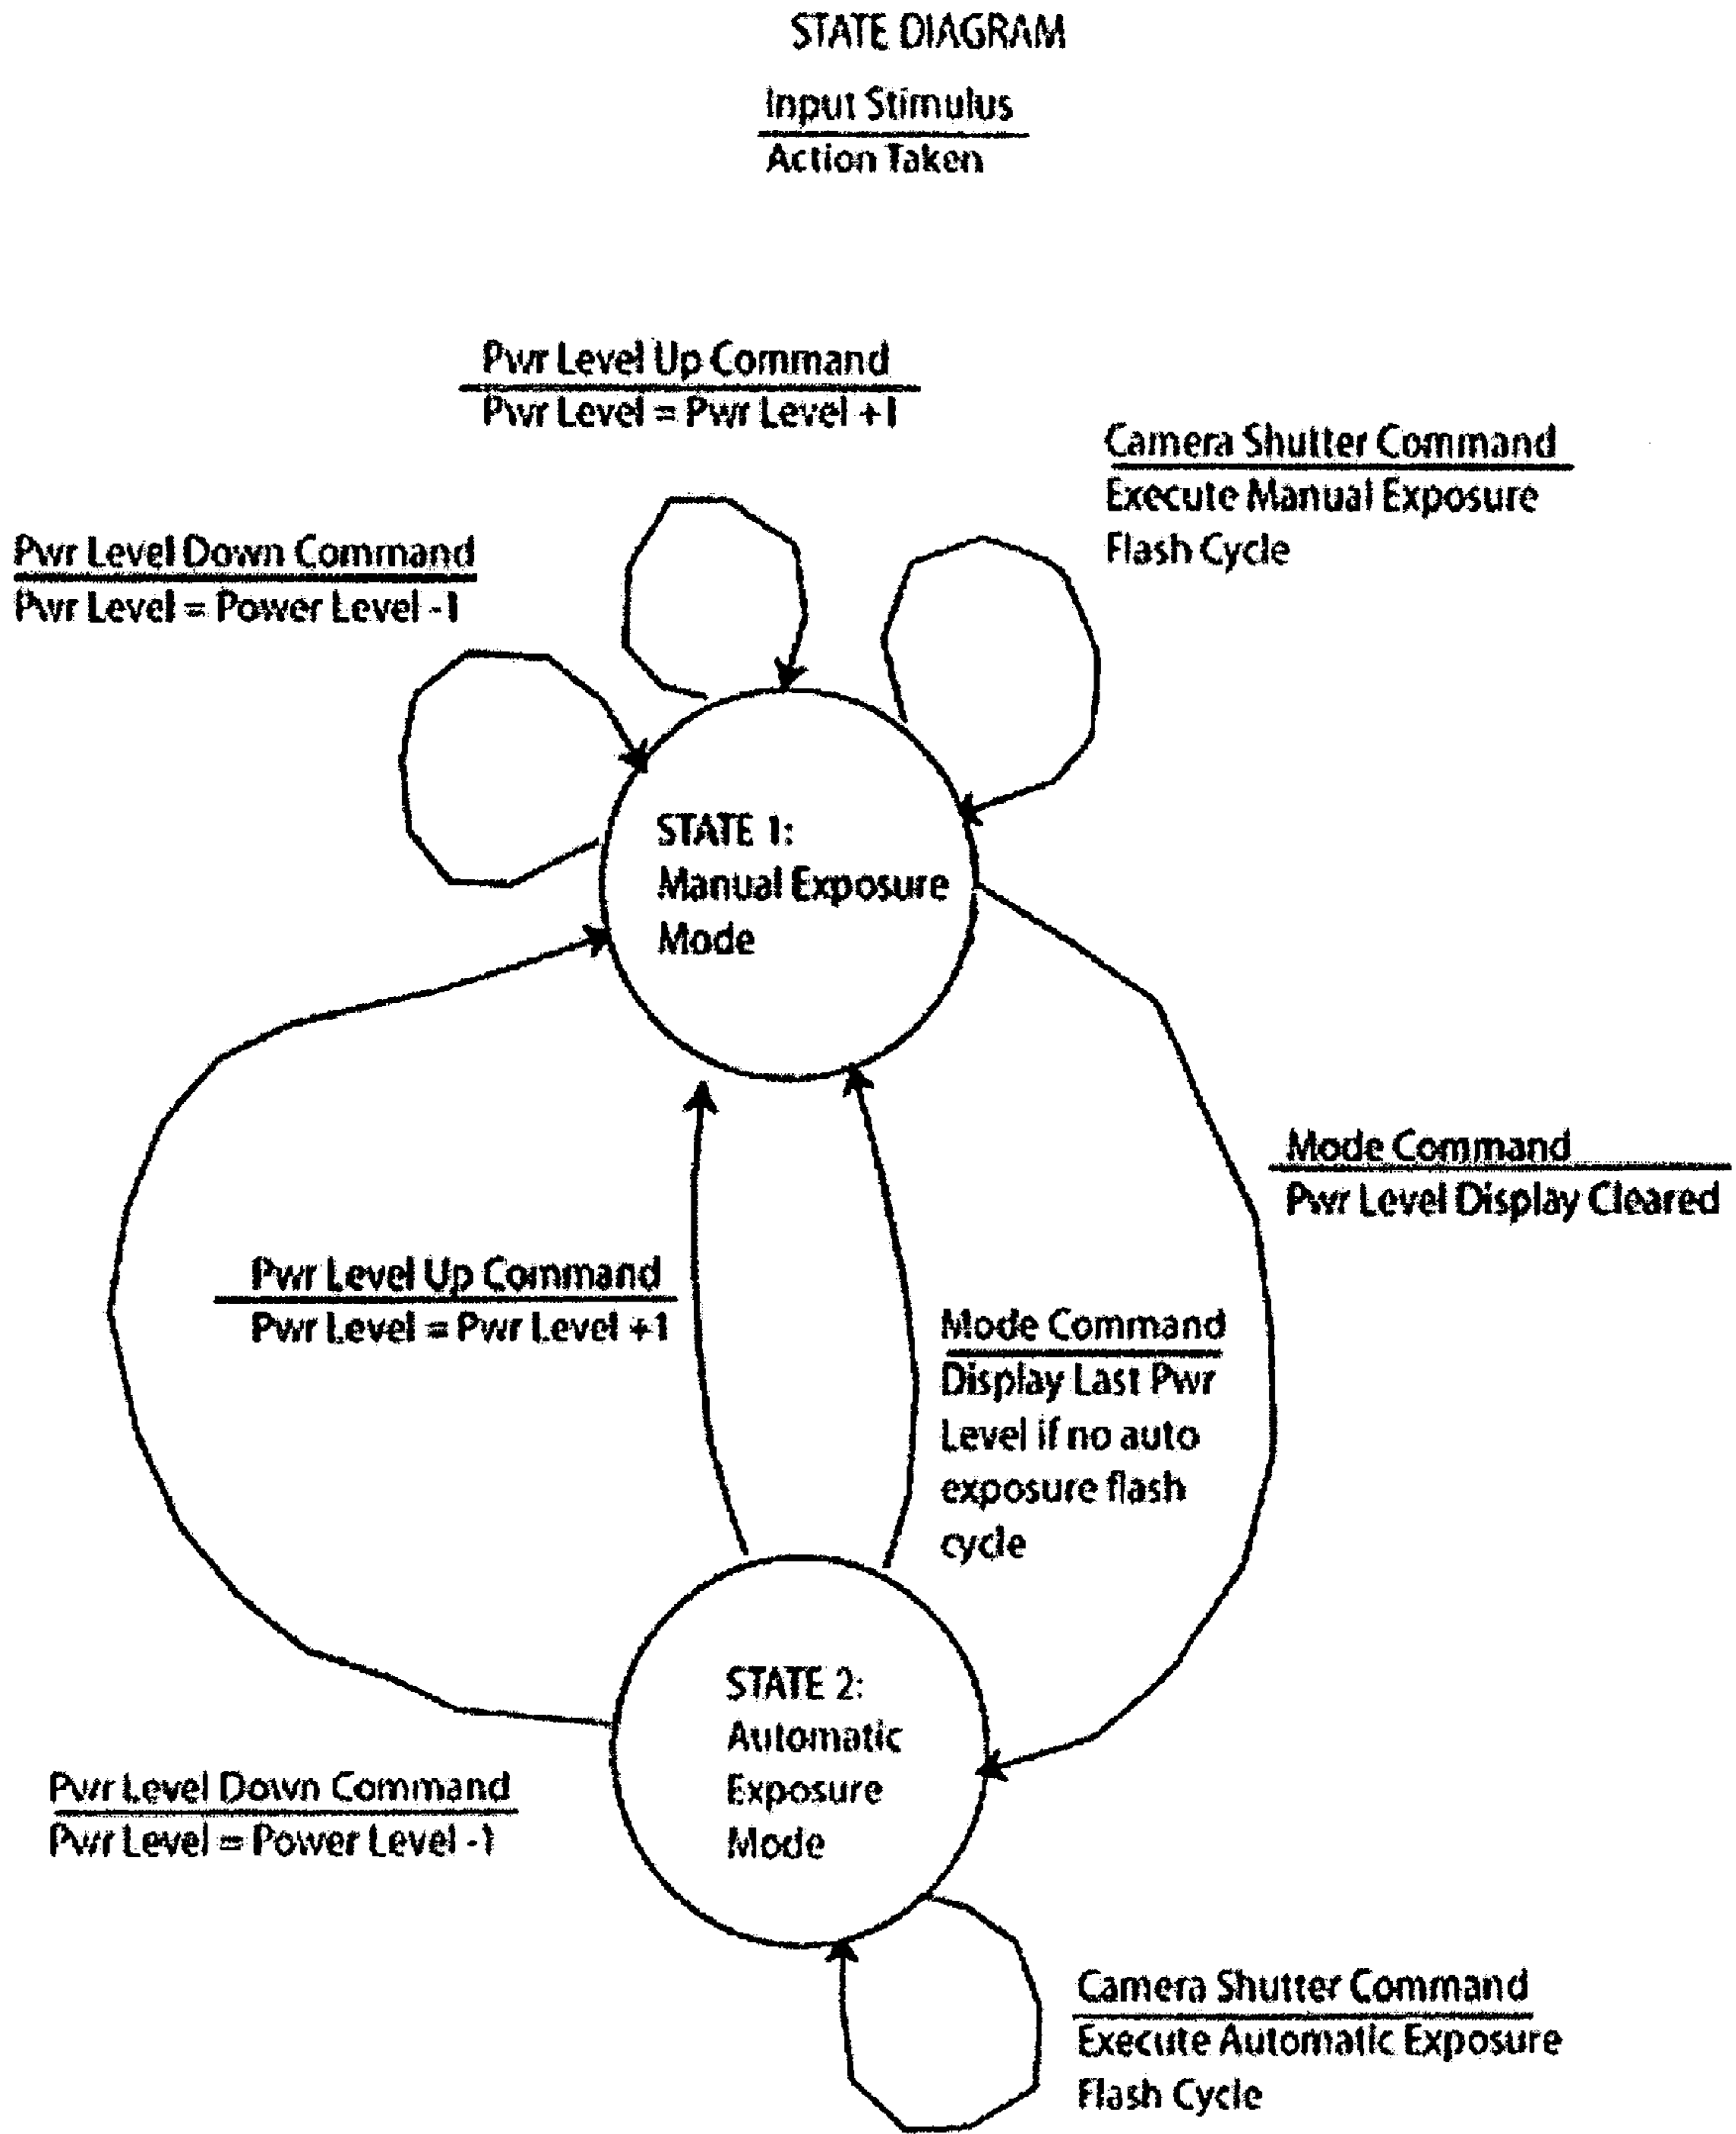 STATE DIAGRAM
Input Stimulus
Action Taken
Pwr Level Up Command
Pwr Level = Pwr Level +1
Camera Shutter Command
Execute Manual Exposure
Flash Cycle
Pwr Level Down Command
Pwr Level = Power Level -1
STATE 1:
Manual Exposure
Mode
Mode Command
Pwr Level Display Cleared
Pwr Level Up Command
Pwr Level = Pwr Level +1
Mode Command
Display Last Pwr
Level if no auto
exposure flash
cycle
STATE 2:
Automatic
Exposure
Mode
Pwr Level Down Command
Pwr Level = Power Level -1
Camera Shutter Command
Execute Automatic Exposure
Flash Cycle